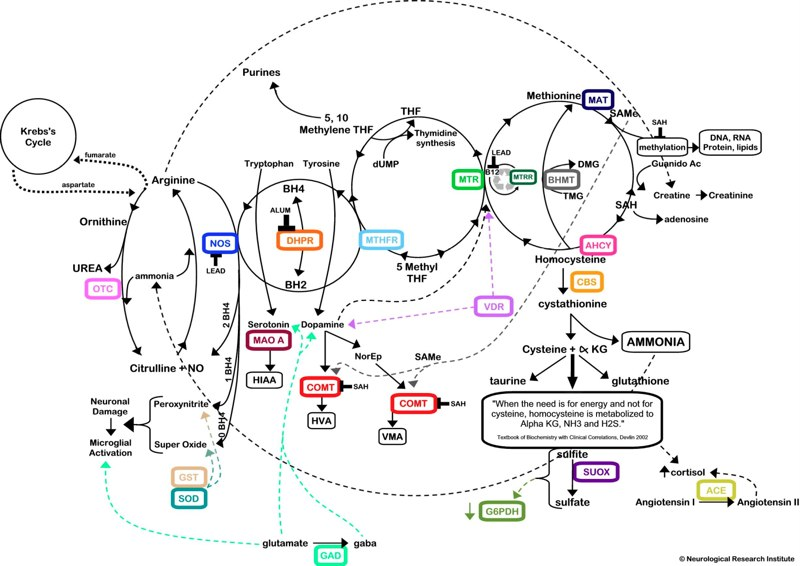 Purines
5, 10
Methylene THF
THF
Thymidine
synthesis
dUMP
Methionine
MAT
SAMe
SAH
methylation
DNA, RNA
Protein, lipids
Guanido Ac
Creatine
Creatinine
SAH
adenosine
Krebs's
Cycle
fumarate
aspartate
Arginine
Tryptophan
Tyrosine
BH4
ALUM
DHPR
BH2
MTHFR
5 Methyl
THF
MTR
LEAD
B12
MTRR
BHMT
DMG
TMG
AHCY
Homocysteine
CBS
cystathionine
Ornithine
UREA
OTC
ammonia
NOS
LEAD
2 BH4
1 BH4
0 BH4
Citrulline + NO
VDR
Serotonin
MAO A
HIAA
Dopamine
NorEp
SAMe
COMT
SAH
HVA
COMT
SAH
VMA
AMMONIA
Cysteine + ∝ KG
taurine
glutathione
"When the need is for energy and not for
cysteine, homocysteine is metabolized to
Alpha KG, NH3 and H2S."
Textbook of Biochemistry with Clinical Correlations, Devlin 2002
Neuronal
Damage
Microglial
Activation
Peroxynitrite
Super Oxide
GST
SOD
sulfite
SUOX
sulfate
G6PDH
cortisol
ACE
Angiotensin I
Angiotensin II
glutamate
GAD
gaba
© Neurological Research Institute